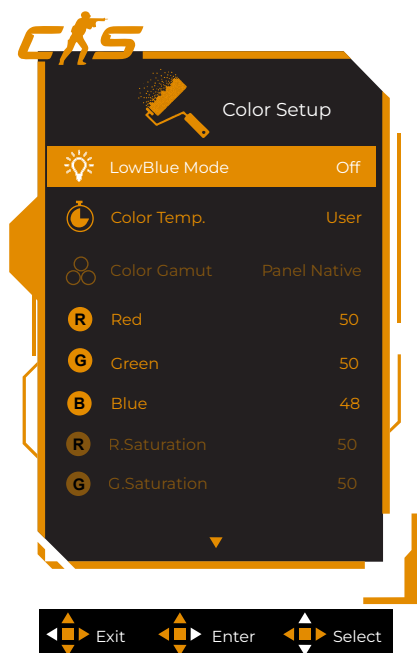 CS
Color Setup
LowBlue Mode Off
Color Temp. User
Color Gamut Panel Native
R Red 50
G Green 50
B Blue 48
R R.Saturation 50
G G.Saturation 50
Exit Enter Select